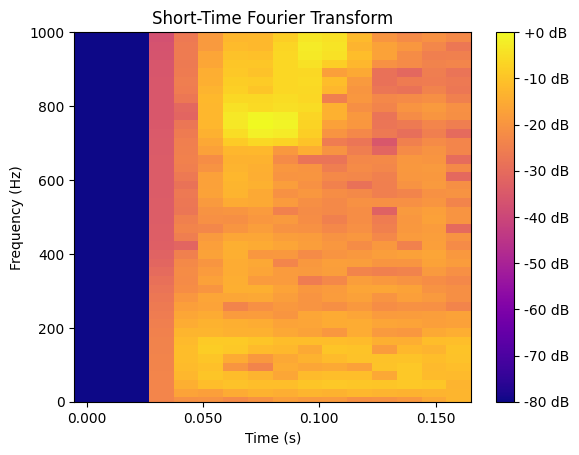 Short-Time Fourier Transform
1000
800
600
400
200
0
Frequency (Hz)
0.000
0.050
0.100
0.150
Time (s)
+0 dB
-10 dB
-20 dB
-30 dB
-40 dB
-50 dB
-60 dB
-70 dB
-80 dB